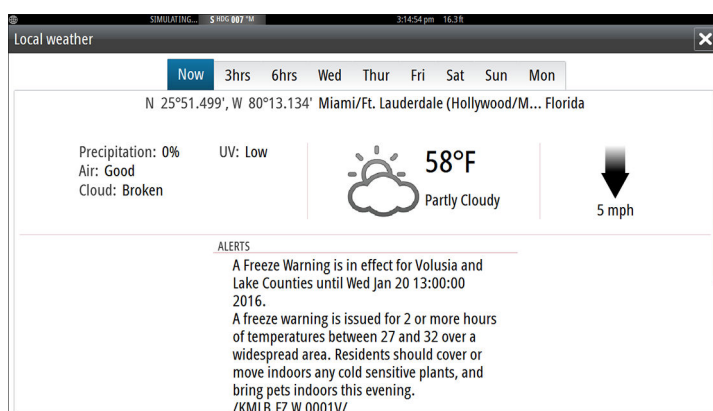 SIMULATING... S HDG 007 °M 3:14:54 pm 16.3 ft
Local weather
Now 3hrs 6hrs Wed Thur Fri Sat Sun Mon
N 25°51.499', W 80°13.134' Miami/Ft. Lauderdale (Hollywood/M... Florida
Precipitation: 0% UV: Low
Air: Good
Cloud: Broken
58°F
Partly Cloudy
5 mph
ALERTS
A Freeze Warning is in effect for Volusia and
Lake Counties until Wed Jan 20 13:00:00
2016.
A freeze warning is issued for 2 or more hours
of temperatures between 27 and 32 over a
widespread area. Residents should cover or
move indoors any cold sensitive plants, and
bring pets indoors this evening.
/KMLB.FZ.W.0001V/